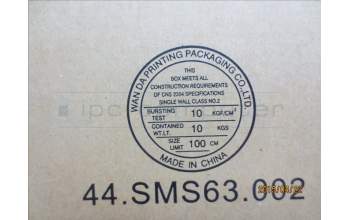 WAN DA PRINTING PACKAGING CO., LTD.
THIS
BOX MEETS ALL
CONSTRUCTION REQUIREMENTS
OF CNS 2204 SPECIFICATIONS
SINGLE WALL CLASS NO.2
BURSTING TEST 10 KGF/CM²
CONTAINED WT.LT. 10 KGS
SIZE LIMIT 100 CM
MADE IN CHINA
44.SMS63.002